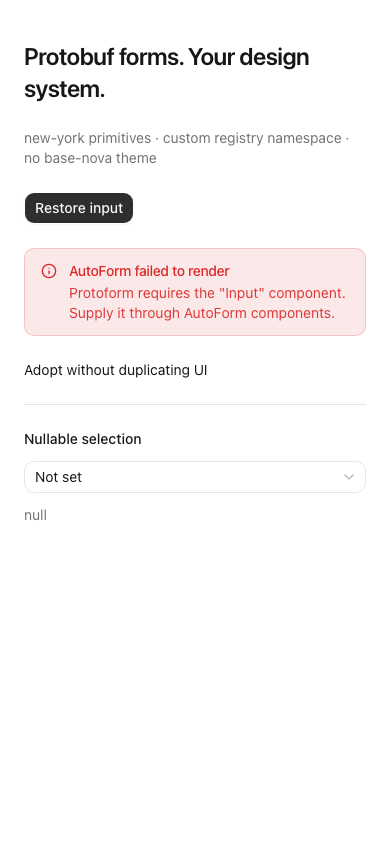 Protobuf forms. Your design
system.
new-york primitives · custom registry namespace ·
no base-nova theme
Restore input
AutoForm failed to render
Protoform requires the "Input" component.
Supply it through AutoForm components.
Adopt without duplicating UI
Nullable selection
Not set
null